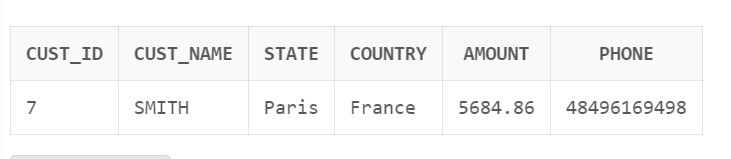 CUST_ID CUST_NAME STATE COUNTRY AMOUNT PHONE
7 SMITH Paris France 5684.86 48496169498